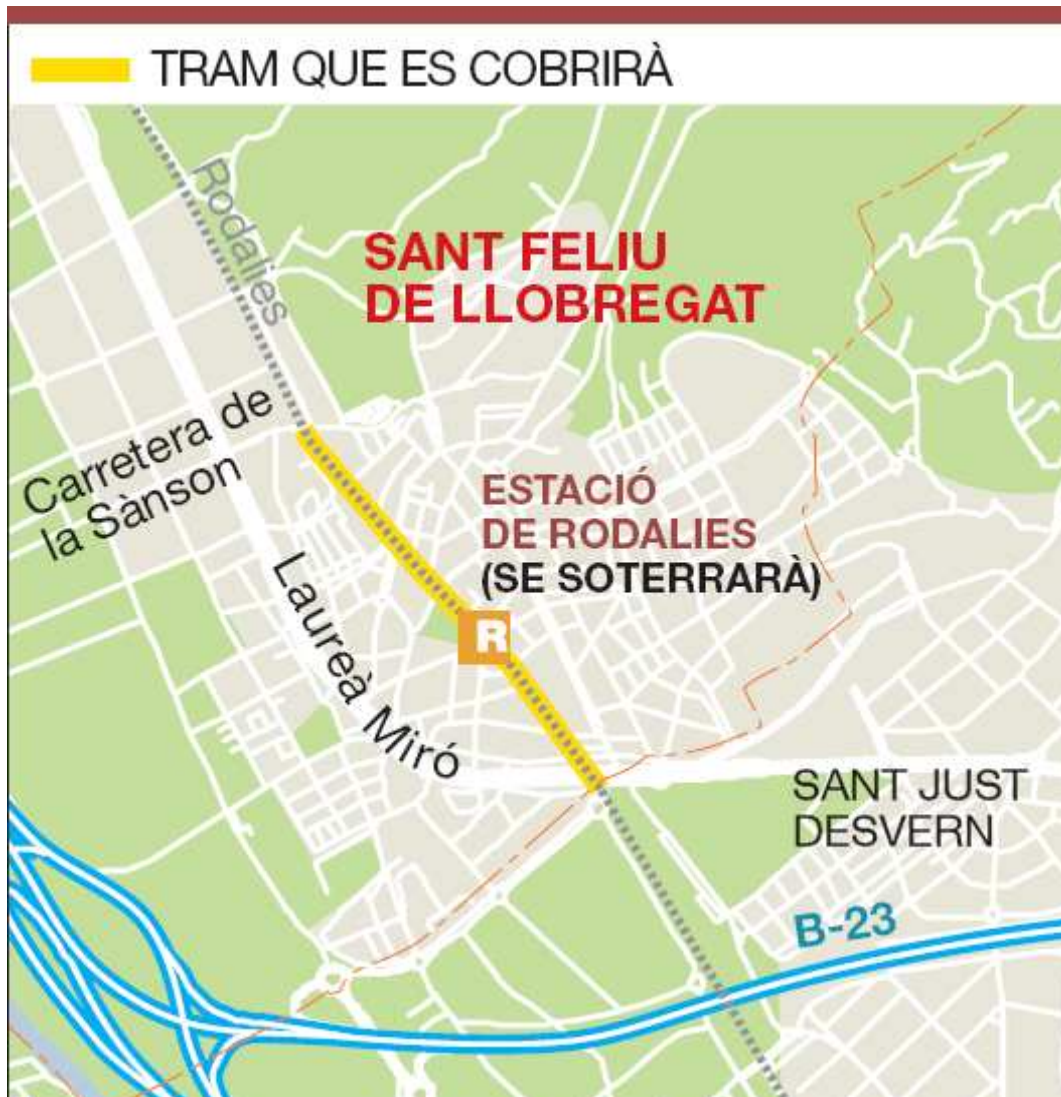 TRAM QUE ES COBRIRÀ
Rodalies
SANT FELIU
DE LLOBREGAT
Carretera de
la Sànson
ESTACIÓ
DE RODALIES
(SE SOTERRARÀ)
R
Laureà Miró
SANT JUST
DESVERN
B-23